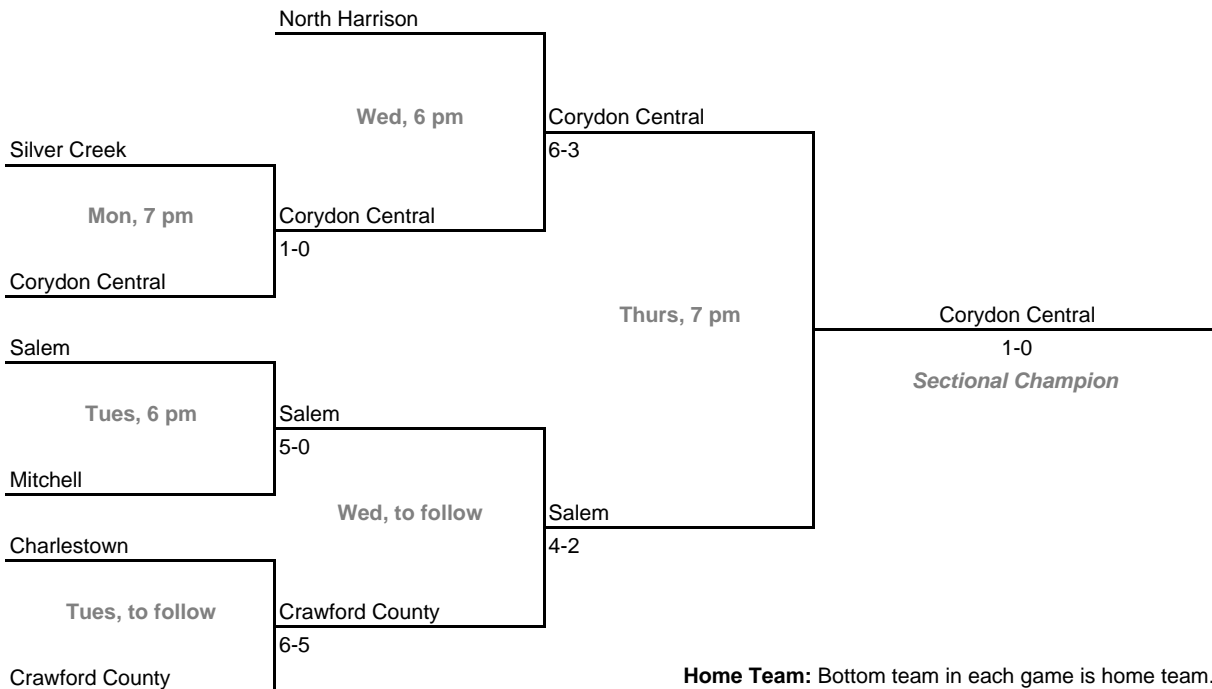 North Harrison
Wed, 6 pm
Corydon Central
6-3
Silver Creek
Mon, 7 pm
Corydon Central
1-0
Corydon Central
Thurs, 7 pm
Corydon Central
1-0
Sectional Champion
Salem
Tues, 6 pm
Salem
5-0
Mitchell
Wed, to follow
Salem
4-2
Charlestown
Tues, to follow
Crawford County
6-5
Crawford County
Home Team: Bottom team in each game is home team.